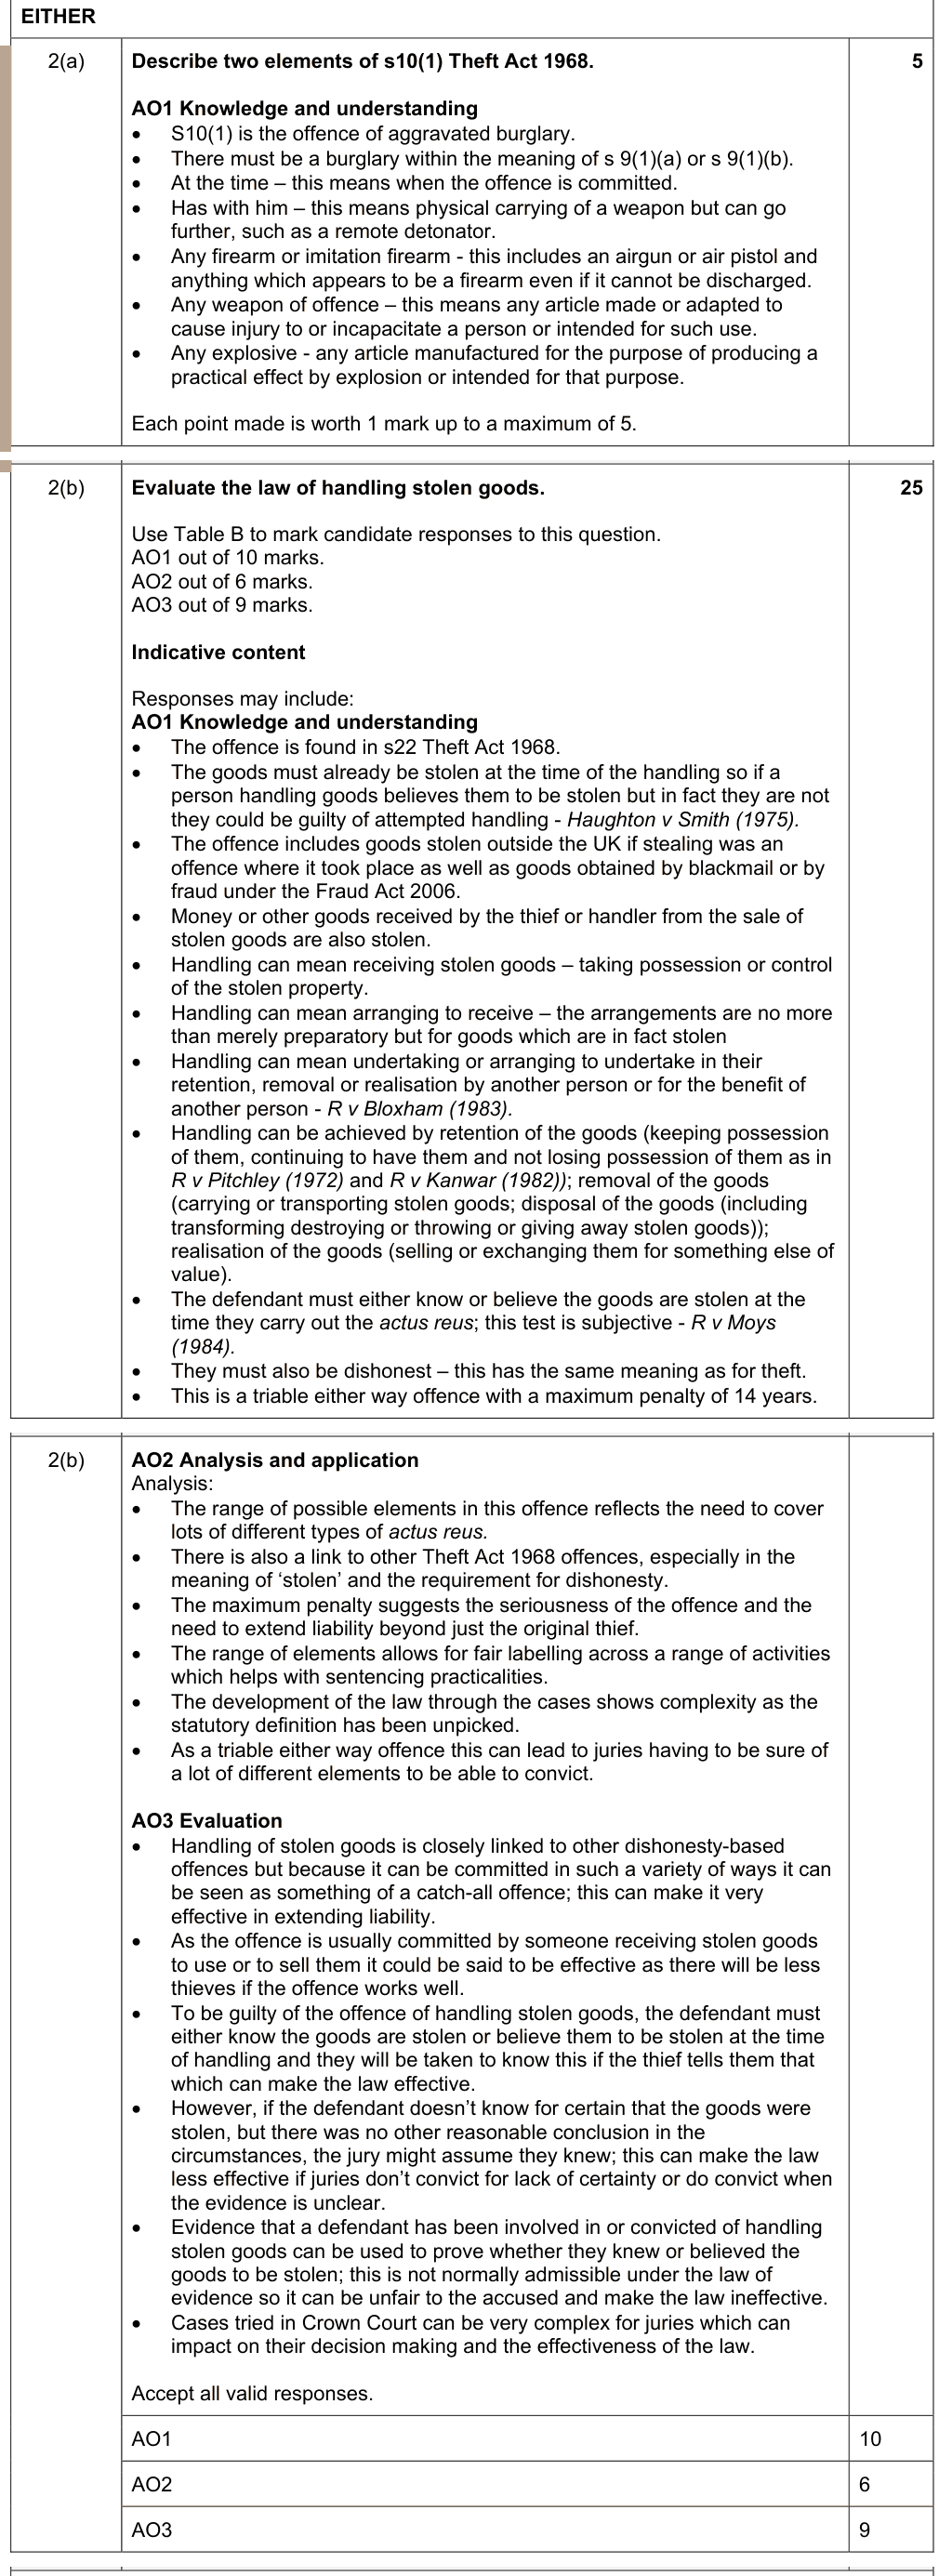 EITHER
2(a)
Describe two elements of s10(1) Theft Act 1968.
5
AO1 Knowledge and understanding
• S10(1) is the offence of aggravated burglary.
• There must be a burglary within the meaning of s 9(1)(a) or s 9(1)(b).
• At the time – this means when the offence is committed.
• Has with him – this means physical carrying of a weapon but can go
further, such as a remote detonator.
• Any firearm or imitation firearm - this includes an airgun or air pistol and
anything which appears to be a firearm even if it cannot be discharged.
• Any weapon of offence – this means any article made or adapted to
cause injury to or incapacitate a person or intended for such use.
• Any explosive - any article manufactured for the purpose of producing a
practical effect by explosion or intended for that purpose.
Each point made is worth 1 mark up to a maximum of 5.
2(b)
Evaluate the law of handling stolen goods.
25
Use Table B to mark candidate responses to this question.
AO1 out of 10 marks.
AO2 out of 6 marks.
AO3 out of 9 marks.
Indicative content
Responses may include:
AO1 Knowledge and understanding
• The offence is found in s22 Theft Act 1968.
• The goods must already be stolen at the time of the handling so if a
person handling goods believes them to be stolen but in fact they are not
they could be guilty of attempted handling - Haughton v Smith (1975).
• The offence includes goods stolen outside the UK if stealing was an
offence where it took place as well as goods obtained by blackmail or by
fraud under the Fraud Act 2006.
• Money or other goods received by the thief or handler from the sale of
stolen goods are also stolen.
• Handling can mean receiving stolen goods – taking possession or control
of the stolen property.
• Handling can mean arranging to receive – the arrangements are no more
than merely preparatory but for goods which are in fact stolen
• Handling can mean undertaking or arranging to undertake in their
retention, removal or realisation by another person or for the benefit of
another person - R v Bloxham (1983).
• Handling can be achieved by retention of the goods (keeping possession
of them, continuing to have them and not losing possession of them as in
R v Pitchley (1972) and R v Kanwar (1982)); removal of the goods
(carrying or transporting stolen goods; disposal of the goods (including
transforming destroying or throwing or giving away stolen goods));
realisation of the goods (selling or exchanging them for something else of
value).
• The defendant must either know or believe the goods are stolen at the
time they carry out the actus reus; this test is subjective - R v Moys
(1984).
• They must also be dishonest – this has the same meaning as for theft.
• This is a triable either way offence with a maximum penalty of 14 years.
2(b)
AO2 Analysis and application
Analysis:
• The range of possible elements in this offence reflects the need to cover
lots of different types of actus reus.
• There is also a link to other Theft Act 1968 offences, especially in the
meaning of ‘stolen’ and the requirement for dishonesty.
• The maximum penalty suggests the seriousness of the offence and the
need to extend liability beyond just the original thief.
• The range of elements allows for fair labelling across a range of activities
which helps with sentencing practicalities.
• The development of the law through the cases shows complexity as the
statutory definition has been unpicked.
• As a triable either way offence this can lead to juries having to be sure of
a lot of different elements to be able to convict.
AO3 Evaluation
• Handling of stolen goods is closely linked to other dishonesty-based
offences but because it can be committed in such a variety of ways it can
be seen as something of a catch-all offence; this can make it very
effective in extending liability.
• As the offence is usually committed by someone receiving stolen goods
to use or to sell them it could be said to be effective as there will be less
thieves if the offence works well.
• To be guilty of the offence of handling stolen goods, the defendant must
either know the goods are stolen or believe them to be stolen at the time
of handling and they will be taken to know this if the thief tells them that
which can make the law effective.
• However, if the defendant doesn’t know for certain that the goods were
stolen, but there was no other reasonable conclusion in the
circumstances, the jury might assume they knew; this can make the law
less effective if juries don’t convict for lack of certainty or do convict when
the evidence is unclear.
• Evidence that a defendant has been involved in or convicted of handling
stolen goods can be used to prove whether they knew or believed the
goods to be stolen; this is not normally admissible under the law of
evidence so it can be unfair to the accused and make the law ineffective.
• Cases tried in Crown Court can be very complex for juries which can
impact on their decision making and the effectiveness of the law.
Accept all valid responses.
AO1
10
AO2
6
AO3
9